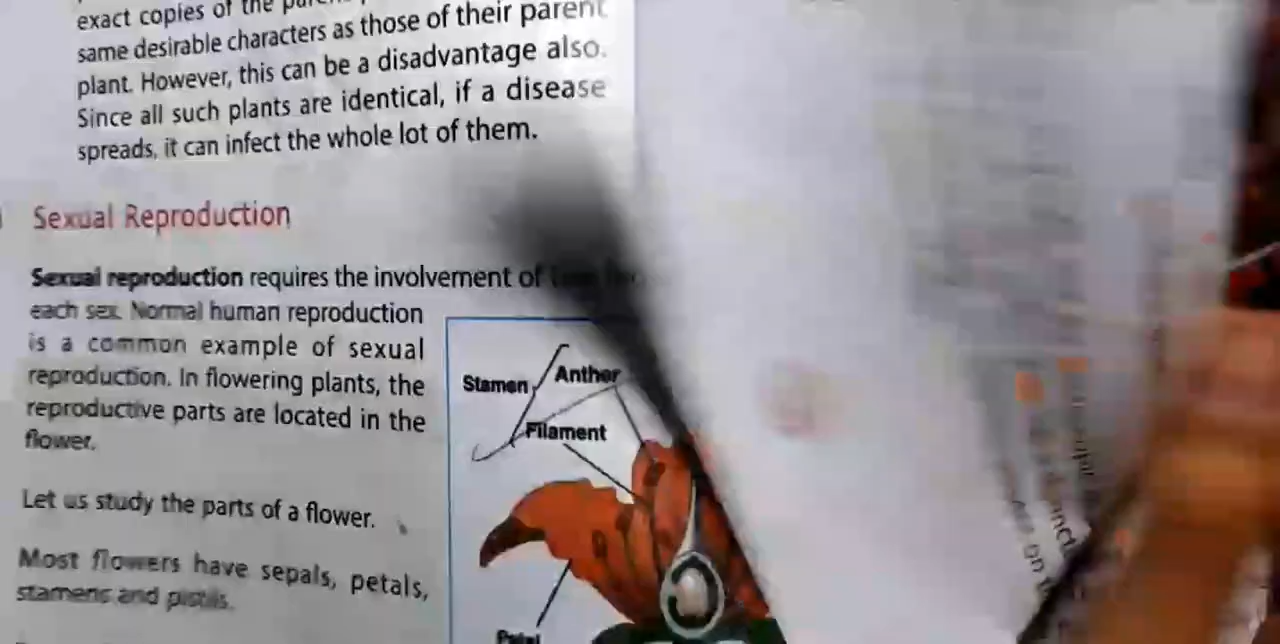 exact copies of the
same desirable characters as those of their parent
plant. However, this can be a disadvantage also.
Since all such plants are identical, if a disease
spreads, it can infect the whole lot of them.
Sexual Reproduction
Sexual reproduction requires the involvement of
each sex. Normal human reproduction
is a common example of sexual
reproduction. In flowering plants, the
reproductive parts are located in the
flower.
Let us study the parts of a flower.
Most flowers have sepals, petals,
stamens and pistils.
Stamen
Anther
Filament
Petal